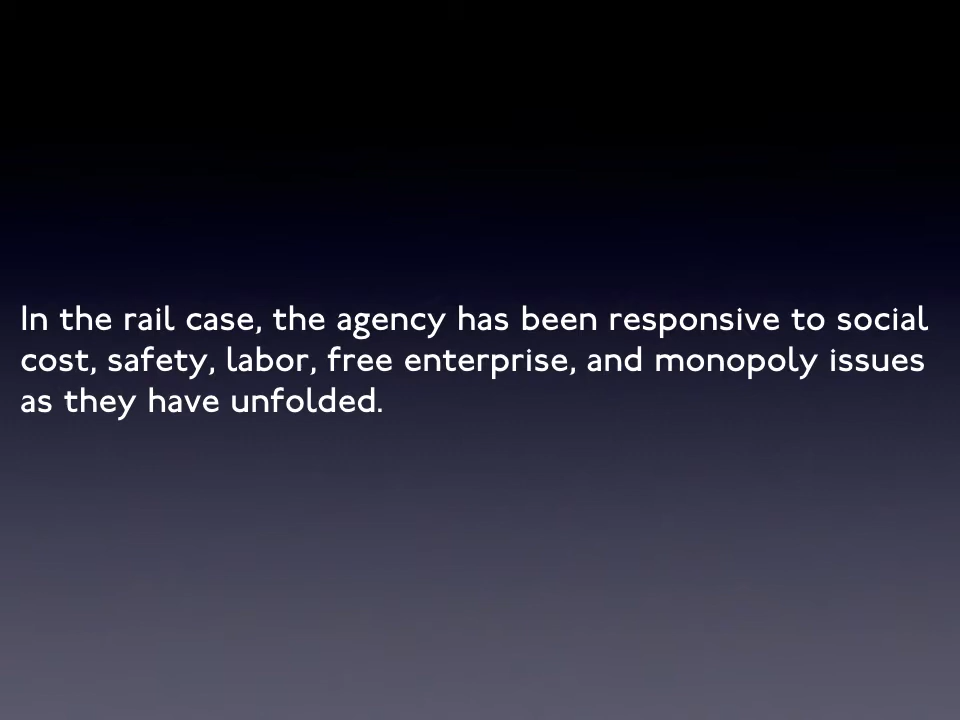 In the rail case, the agency has been responsive to social
cost, safety, labor, free enterprise, and monopoly issues
as they have unfolded.